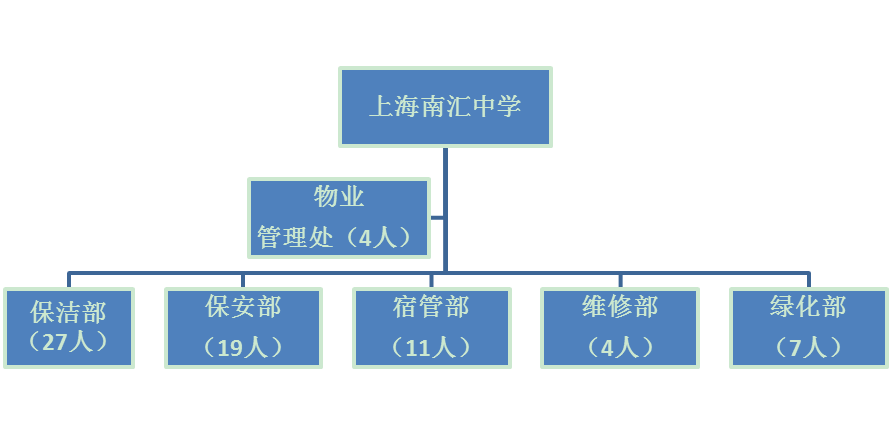 上海南汇中学
物业
管理处（4人）
保洁部
（27人）
保安部
（19人）
宿管部
（11人）
维修部
（4人）
绿化部
（7人）